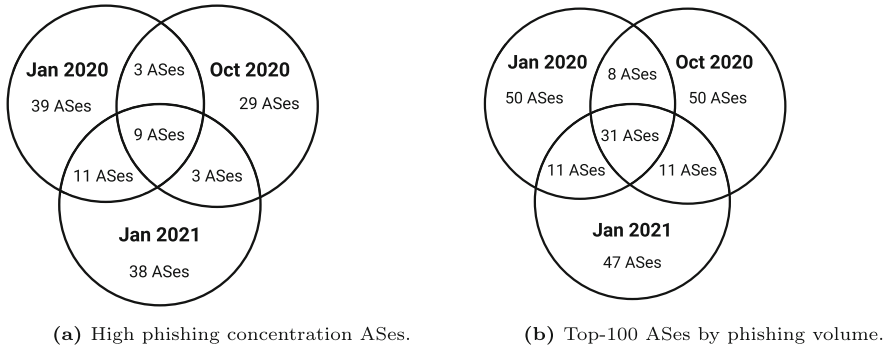 Jan 2020
3 ASes
Oct 2020
39 ASes
29 ASes
9 ASes
11 ASes
3 ASes
Jan 2021
38 ASes
(a) High phishing concentration ASes.
Jan 2020
8 ASes
Oct 2020
50 ASes
50 ASes
31 ASes
11 ASes
11 ASes
Jan 2021
47 ASes
(b) Top-100 ASes by phishing volume.